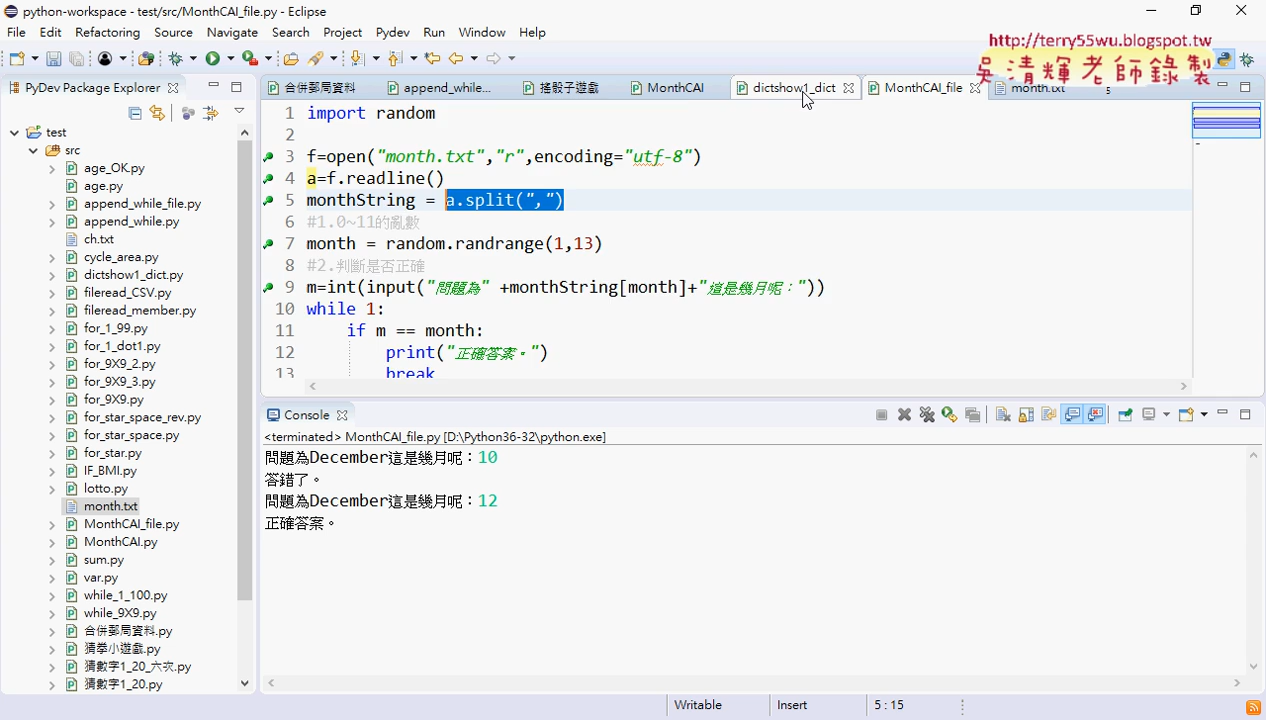 python-workspace - test/src/MonthCAI_file.py - Eclipse
File Edit Refactoring Source Navigate Search Project Pydev Run Window Help
http://terry55wu.blogspot.tw
吳清輝老師錄製
PyDev Package Explorer
合併郵局資料 append_while... 搖骰子遊戲 MonthCAI dictshow1_dict MonthCAI_file month.txt 5
test
src
age_OK.py
age.py
append_while_file.py
append_while.py
ch.txt
cycle_area.py
dictshow1_dict.py
fileread_CSV.py
fileread_member.py
for_1_99.py
for_1_dot1.py
for_9X9_2.py
for_9X9_3.py
for_9X9.py
for_star_space_rev.py
for_star_space.py
for_star.py
IF_BMI.py
lotto.py
month.txt
MonthCAI_file.py
MonthCAI.py
sum.py
var.py
while_1_100.py
while_9X9.py
合併郵局資料.py
猜拳小遊戲.py
猜數字1_20_六次.py
猜數字1_20.py
1 import random
2
3 f=open("month.txt","r",encoding="utf-8")
4 a=f.readline()
5 monthString = a.split(",")
6 #1.0~11的亂數
7 month = random.randrange(1,13)
8 #2.判斷是否正確
9 m=int(input("問題為" +monthString[month]+"這是幾月呢："))
10 while 1:
11 if m == month:
12 print("正確答案。")
13 break
Console
<terminated> MonthCAI_file.py [D:\Python36-32\python.exe]
問題為December這是幾月呢：10
答錯了。
問題為December這是幾月呢：12
正確答案。
Writable Insert 5 : 15